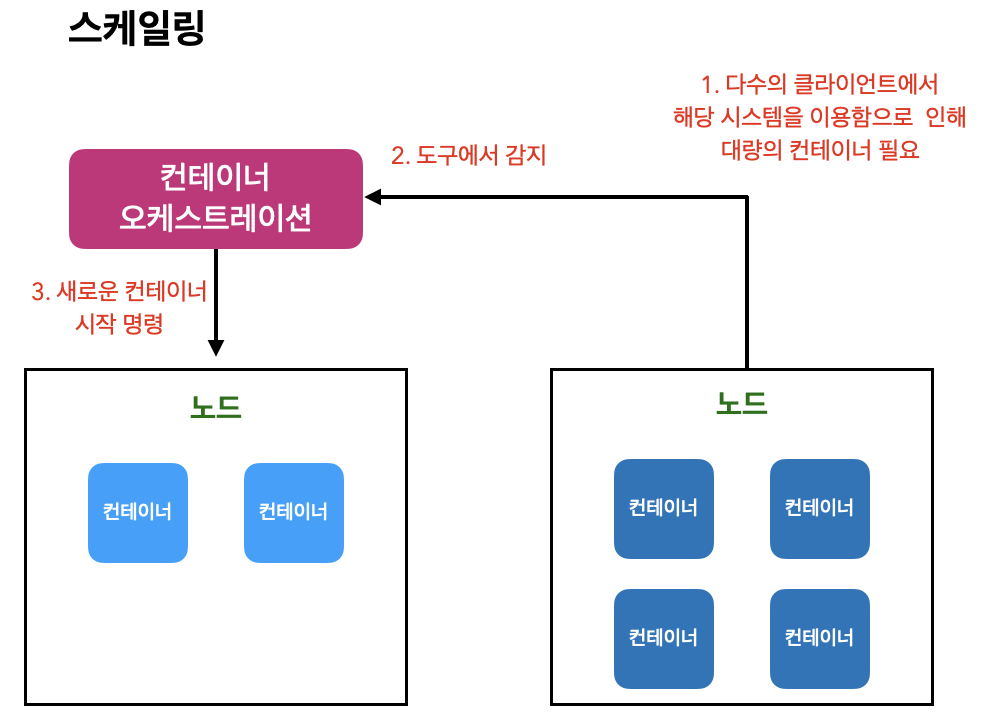 스케일링
1. 다수의 클라이언트에서
해당 시스템을 이용함으로 인해
대량의 컨테이너 필요
2. 도구에서 감지
컨테이너
오케스트레이션
3. 새로운 컨테이너
시작 명령
노드
컨테이너 컨테이너
노드
컨테이너 컨테이너
컨테이너 컨테이너